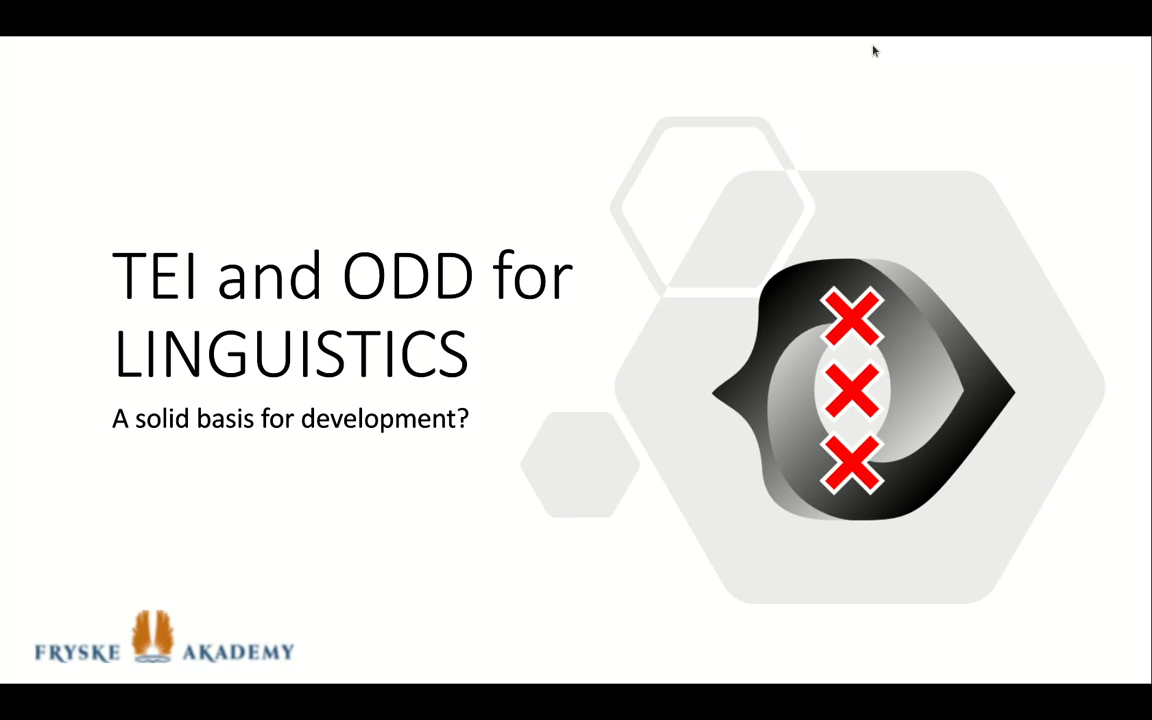 TEI and ODD for
LINGUISTICS
A solid basis for development?
FRYSKE AKADEMY